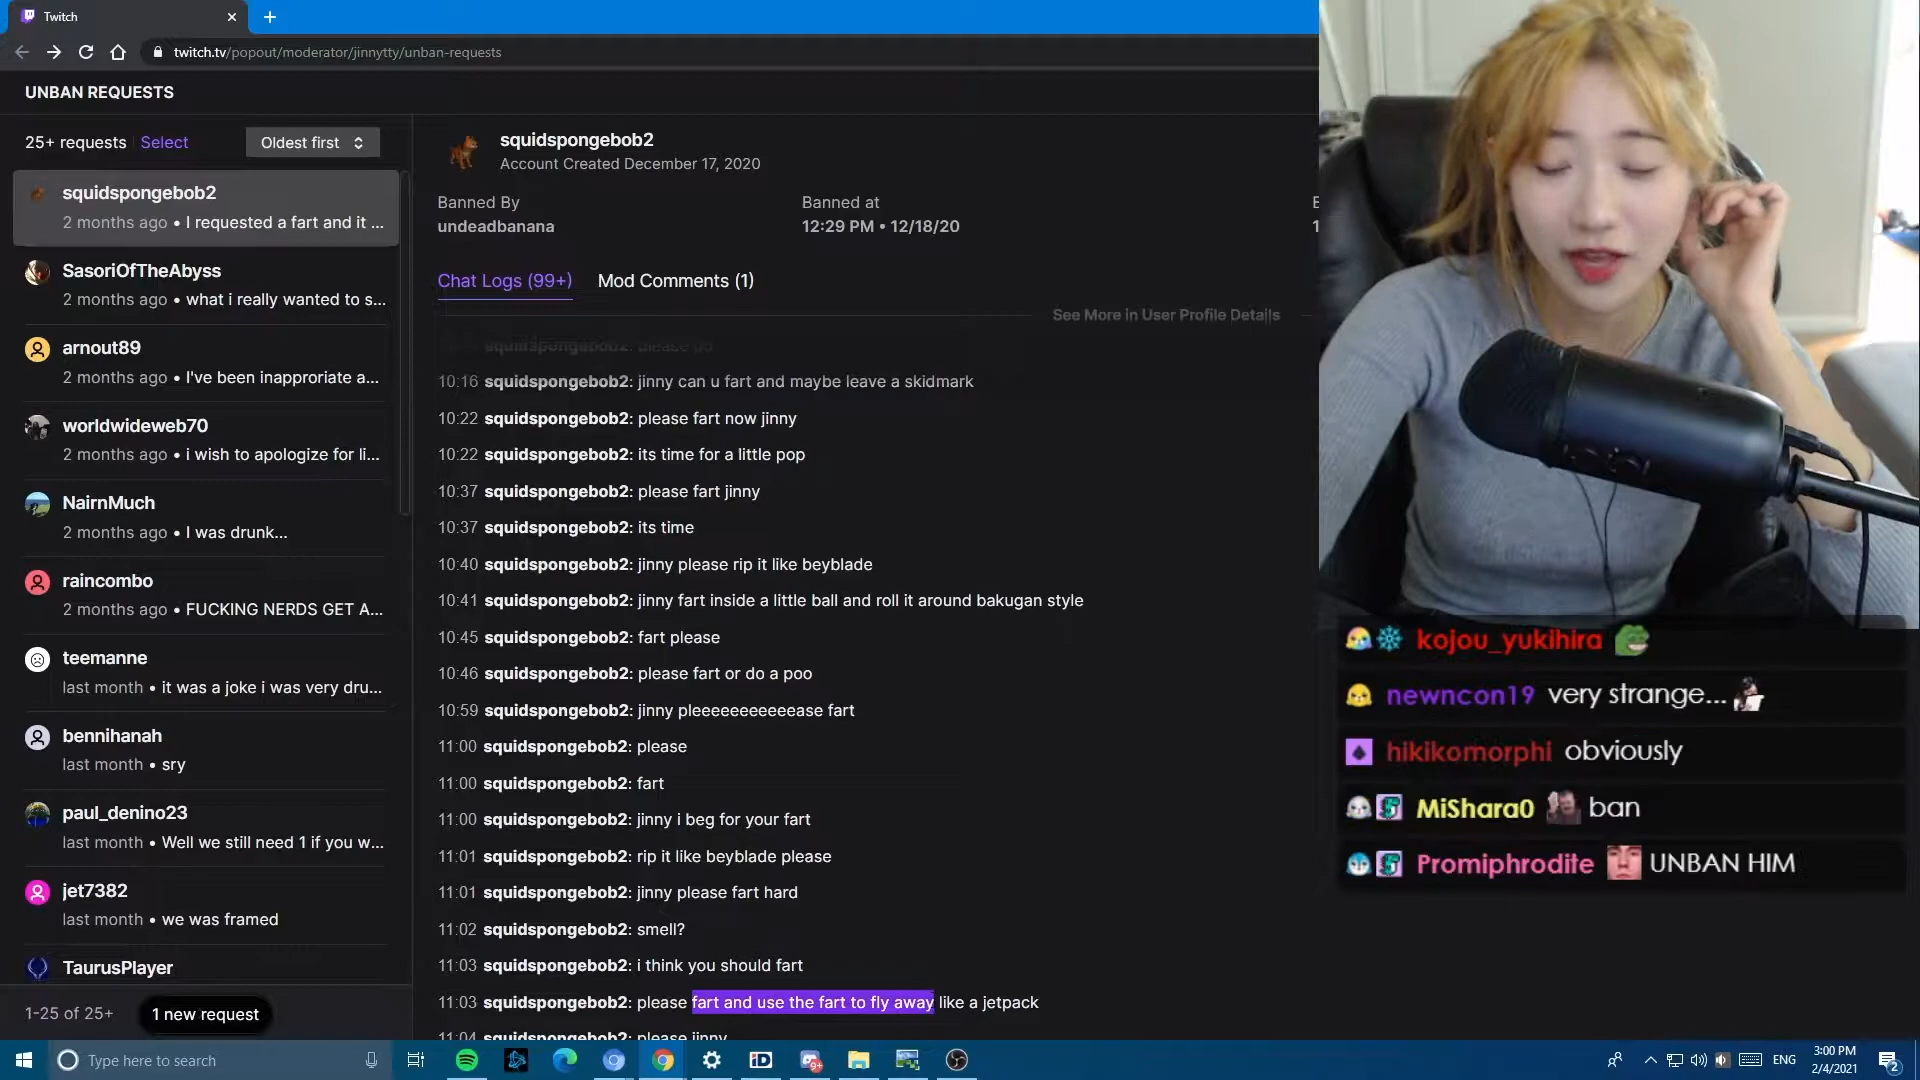 Twitch
twitch.tv/popout/moderator/jinnytty/unban-requests
UNBAN REQUESTS
25+ requests Select
Oldest first
squidspongebob2
2 months ago • I requested a fart and it ...
SasoriOfTheAbyss
2 months ago • what i really wanted to s...
arnout89
2 months ago • I've been inapproriate a...
worldwideweb70
2 months ago • i wish to apologize for li...
NairnMuch
2 months ago • I was drunk...
raincombo
2 months ago • FUCKING NERDS GET A...
teemanne
last month • it was a joke i was very dru...
bennihanah
last month • sry
paul_denino23
last month • Well we still need 1 if you w...
jet7382
last month • we was framed
TaurusPlayer
1-25 of 25+
1 new request
squidspongebob2
Account Created December 17, 2020
Banned By
undeadbanana
Banned at
12:29 PM • 12/18/20
Chat Logs (99+)
Mod Comments (1)
See More in User Profile Details
squidspongebob2: please do
10:16 squidspongebob2: jinny can u fart and maybe leave a skidmark
10:22 squidspongebob2: please fart now jinny
10:22 squidspongebob2: its time for a little pop
10:37 squidspongebob2: please fart jinny
10:37 squidspongebob2: its time
10:40 squidspongebob2: jinny please rip it like beyblade
10:41 squidspongebob2: jinny fart inside a little ball and roll it around bakugan style
10:45 squidspongebob2: fart please
10:46 squidspongebob2: please fart or do a poo
10:59 squidspongebob2: jinny pleeeeeeeeeeease fart
11:00 squidspongebob2: please
11:00 squidspongebob2: fart
11:00 squidspongebob2: jinny i beg for your fart
11:01 squidspongebob2: rip it like beyblade please
11:01 squidspongebob2: jinny please fart hard
11:02 squidspongebob2: smell?
11:03 squidspongebob2: i think you should fart
11:03 squidspongebob2: please fart and use the fart to fly away like a jetpack
11:04 squidspongebob2: please jinny
kojou_yukihira
newncon19 very strange...
hikikomorphi obviously
MiShara0 ban
Promiphrodite UNBAN HIM
Type here to search
ENG
3:00 PM
2/4/2021